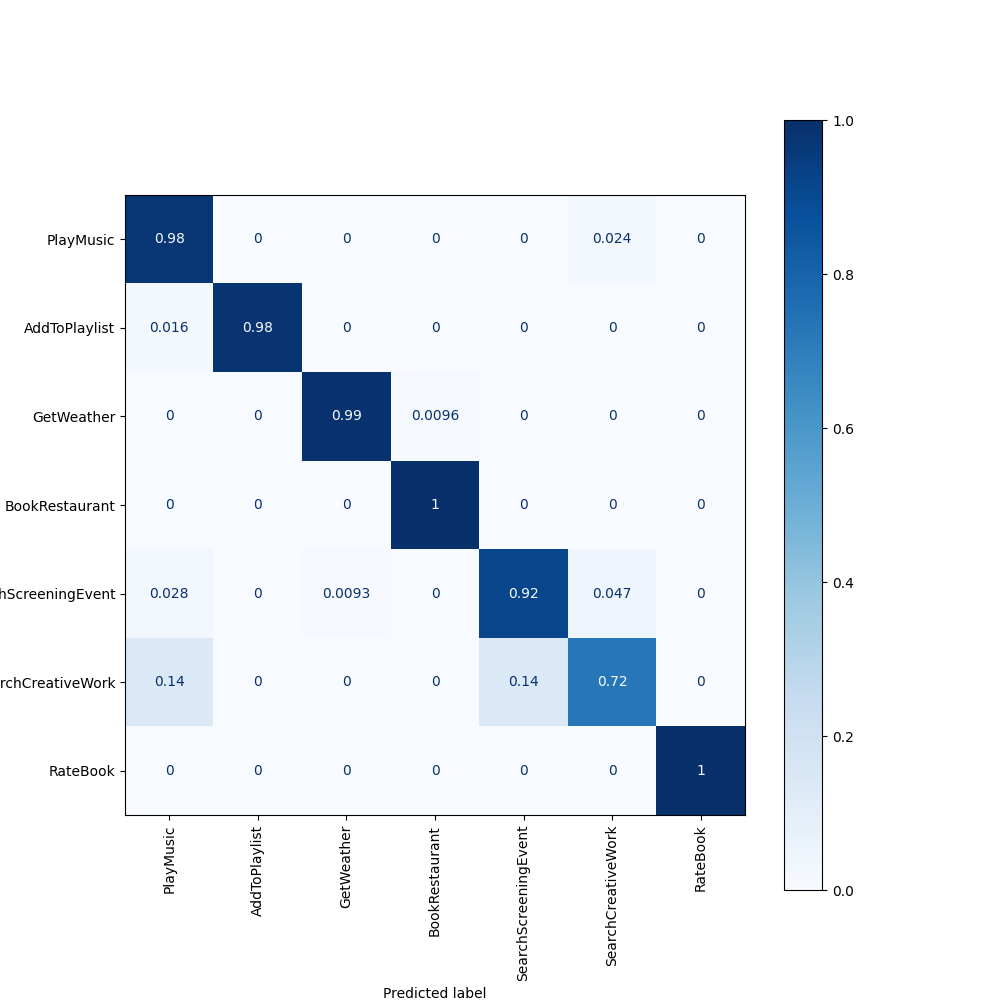 1.0
PlayMusic 0.98 0 0 0 0 0.024 0
0.8
AddToPlaylist 0.016 0.98 0 0 0 0 0
GetWeather 0 0 0.99 0.0096 0 0 0
0.6
BookRestaurant 0 0 0 1 0 0 0
0.4
hScreeningEvent 0.028 0 0.0093 0 0.92 0.047 0
rchCreativeWork 0.14 0 0 0 0.14 0.72 0
0.2
RateBook 0 0 0 0 0 0 1
0.0
PlayMusic
AddToPlaylist
GetWeather
BookRestaurant
SearchScreeningEvent
SearchCreativeWork
RateBook
Predicted label